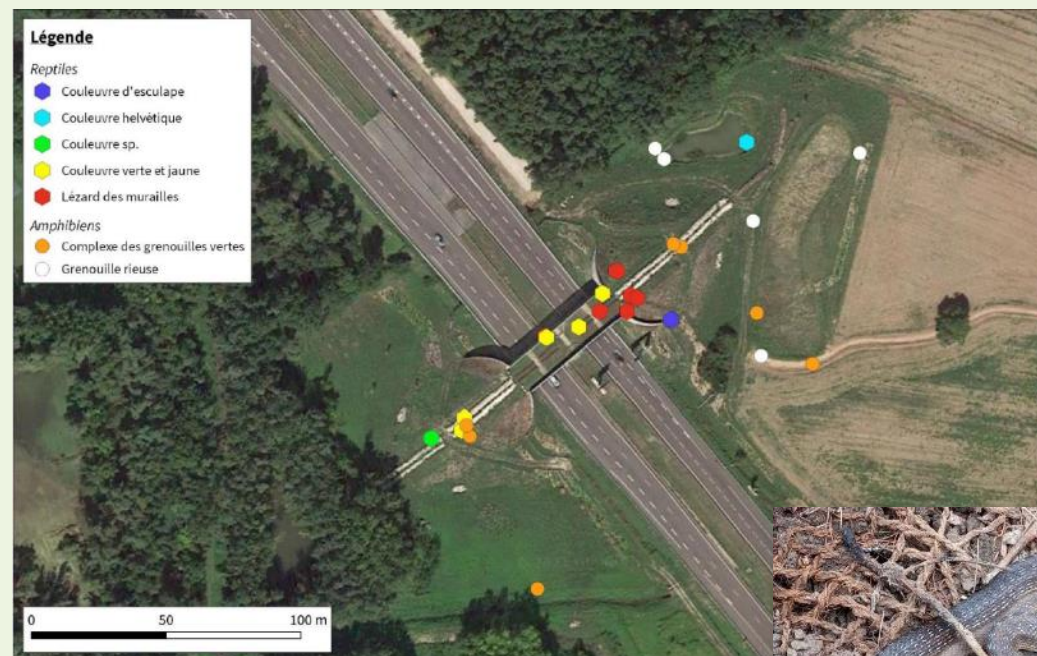 Légende
Reptiles
Couleuvre d'esculape
Couleuvre helvétique
Couleuvre sp.
Couleuvre verte et jaune
Lézard des murailles
Amphibiens
Complexe des grenouilles vertes
Grenouille rieuse
0 50 100 m